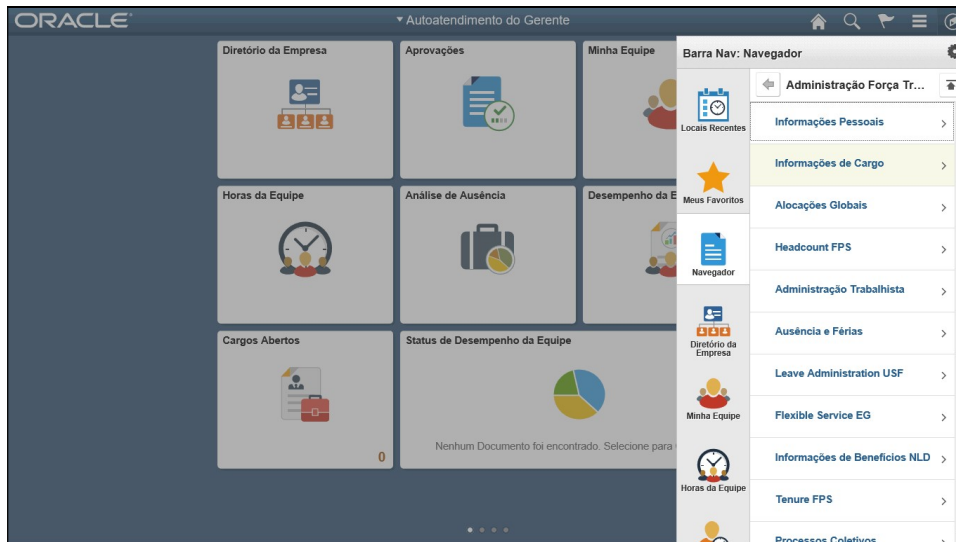 ORACLE
Autoatendimento do Gerente
Diretório da Empresa
Aprovações
Minha Equipe
Horas da Equipe
Análise de Ausência
Desempenho da E
Cargos Abertos
0
Status de Desempenho da Equipe
Nenhum Documento foi encontrado. Selecione para
Barra Nav: Navegador
Locais Recentes
Meus Favoritos
Navegador
Diretório da
Empresa
Minha Equipe
Horas da Equipe
Administração Força Tr...
Informações Pessoais
Informações de Cargo
Alocações Globais
Headcount FPS
Administração Trabalhista
Ausência e Férias
Leave Administration USF
Flexible Service EG
Informações de Benefícios NLD
Tenure FPS
Processos Coletivos